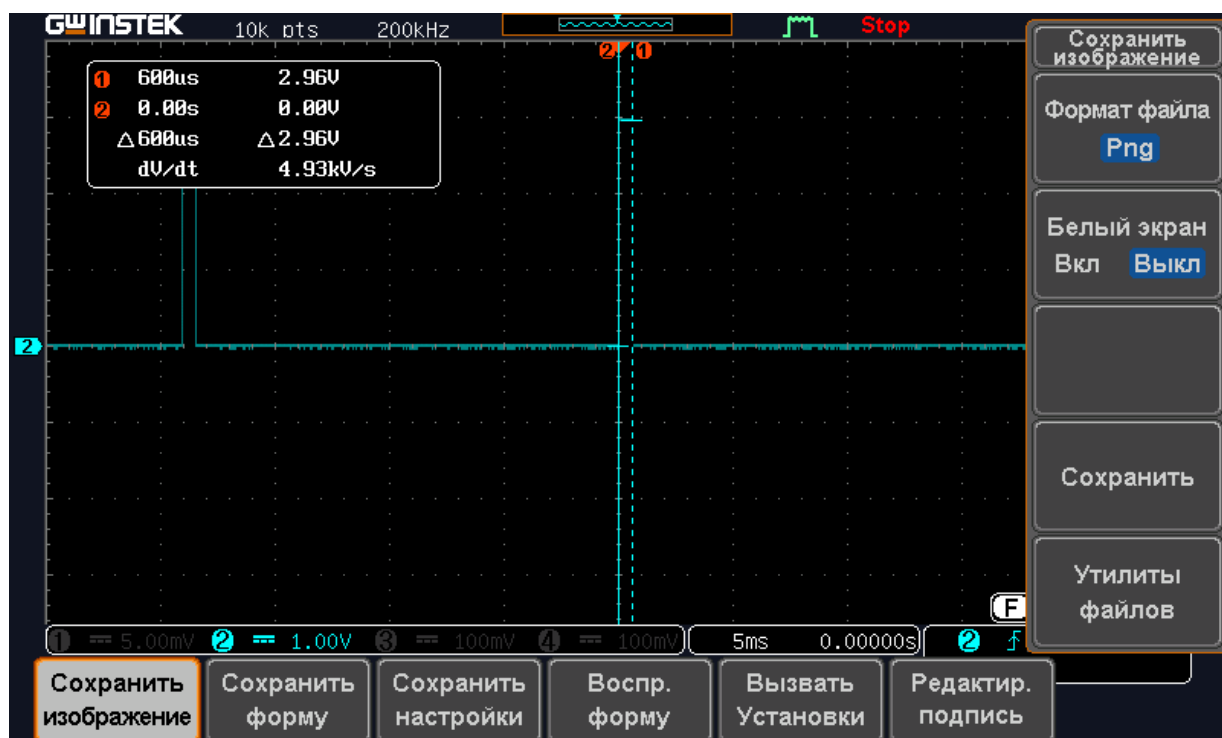 GWINSTEK 10k pts 200kHz Stop
2 1
1 600us 2.96V
2 0.00s 0.00V
△600us △2.96V
dV/dt 4.93kV/s
2
F
1 5.00mV 2 1.00V 3 100mV 4 100mV 5ms 0.00000s 2
Сохранить
изображение
Формат файла
Png
Белый экран
Вкл Выкл
Сохранить
Утилиты
файлов
Сохранить
изображение
Сохранить
форму
Сохранить
настройки
Воспр.
форму
Вызвать
Установки
Редактир.
подпись